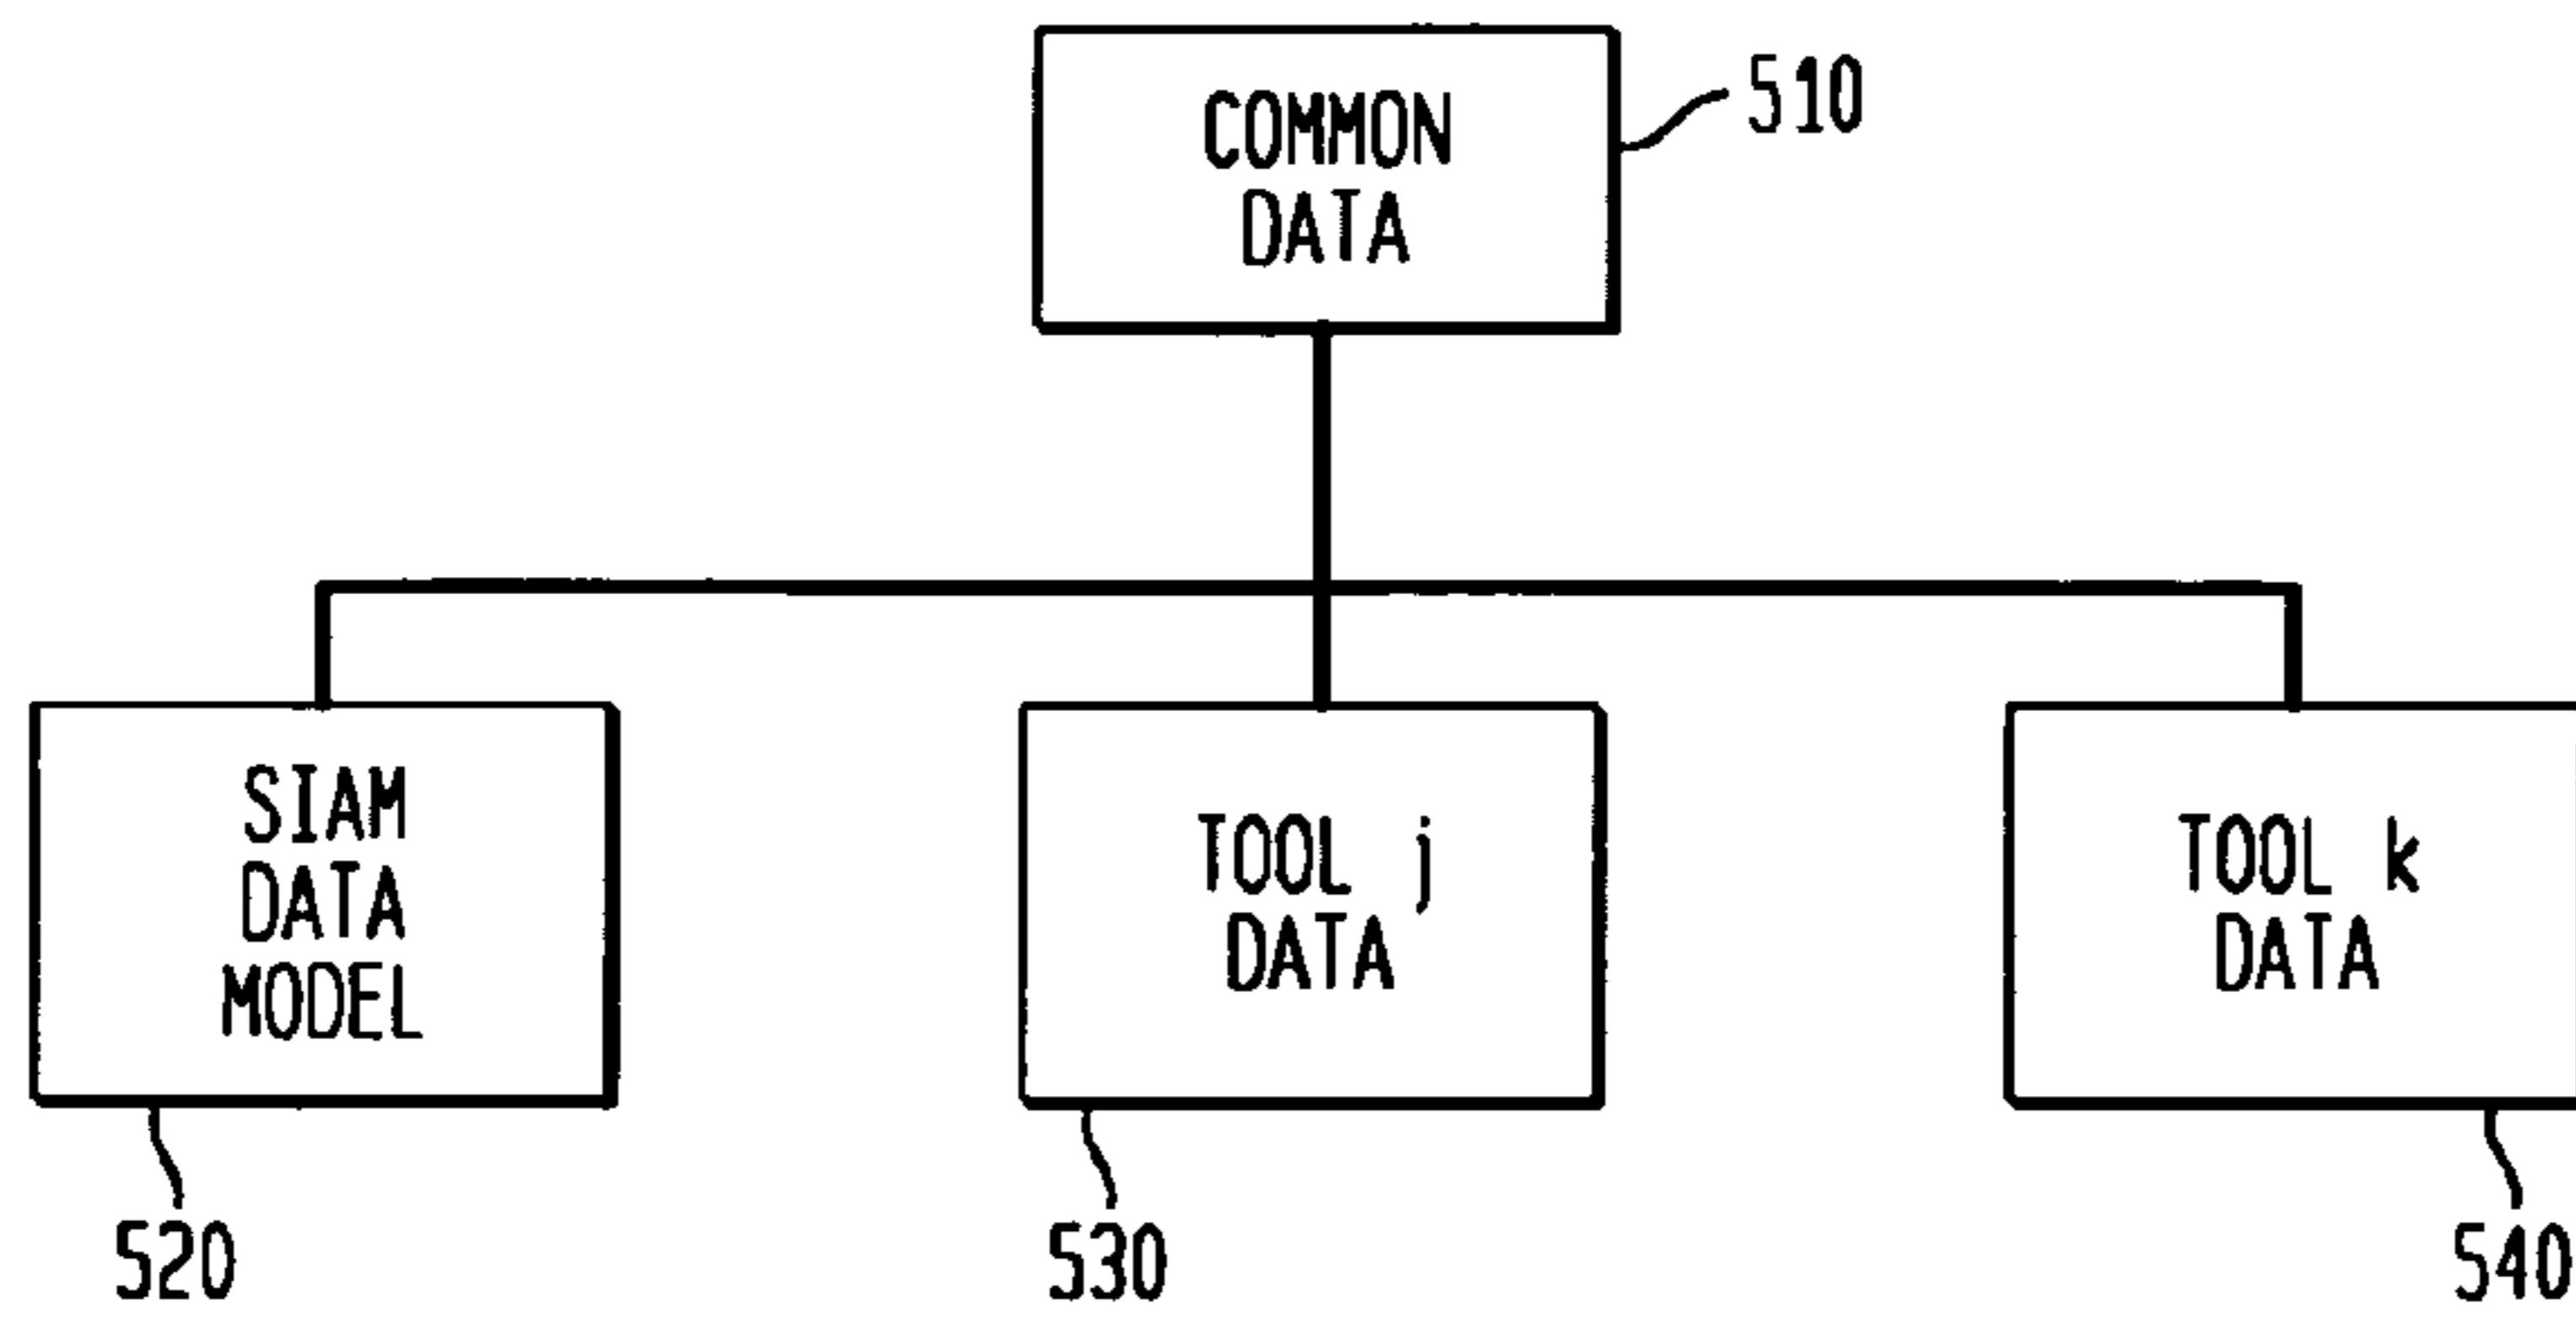 COMMON
DATA
510
SIAM
DATA
MODEL
TOOL j
DATA
TOOL k
DATA
520
530
540